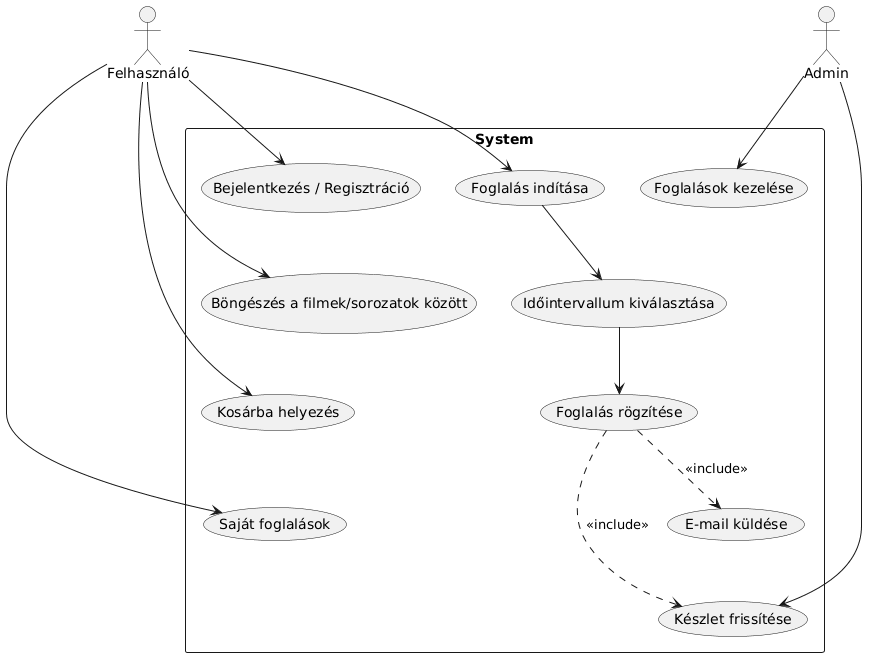 Felhasználó
Admin
System
Bejelentkezés / Regisztráció
Foglalás indítása
Foglalások kezelése
Böngészés a filmek/sorozatok között
Időintervallum kiválasztása
Kosárba helyezés
Foglalás rögzítése
«include»
Saját foglalások
«include»
E-mail küldése
Készlet frissítése